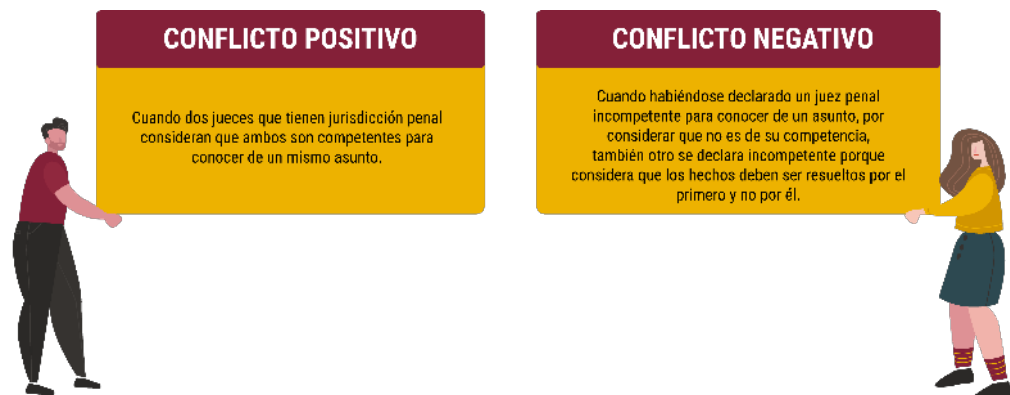 CONFLICTO POSITIVO
Cuando dos jueces que tienen jurisdicción penal
consideran que ambos son competentes para
conocer de un mismo asunto.
CONFLICTO NEGATIVO
Cuando habiéndose declarado un juez penal
incompetente para conocer de un asunto, por
considerar que no es de su competencia,
también otro se declara incompetente porque
considera que los hechos deben ser resueltos por el
primero y no por él.